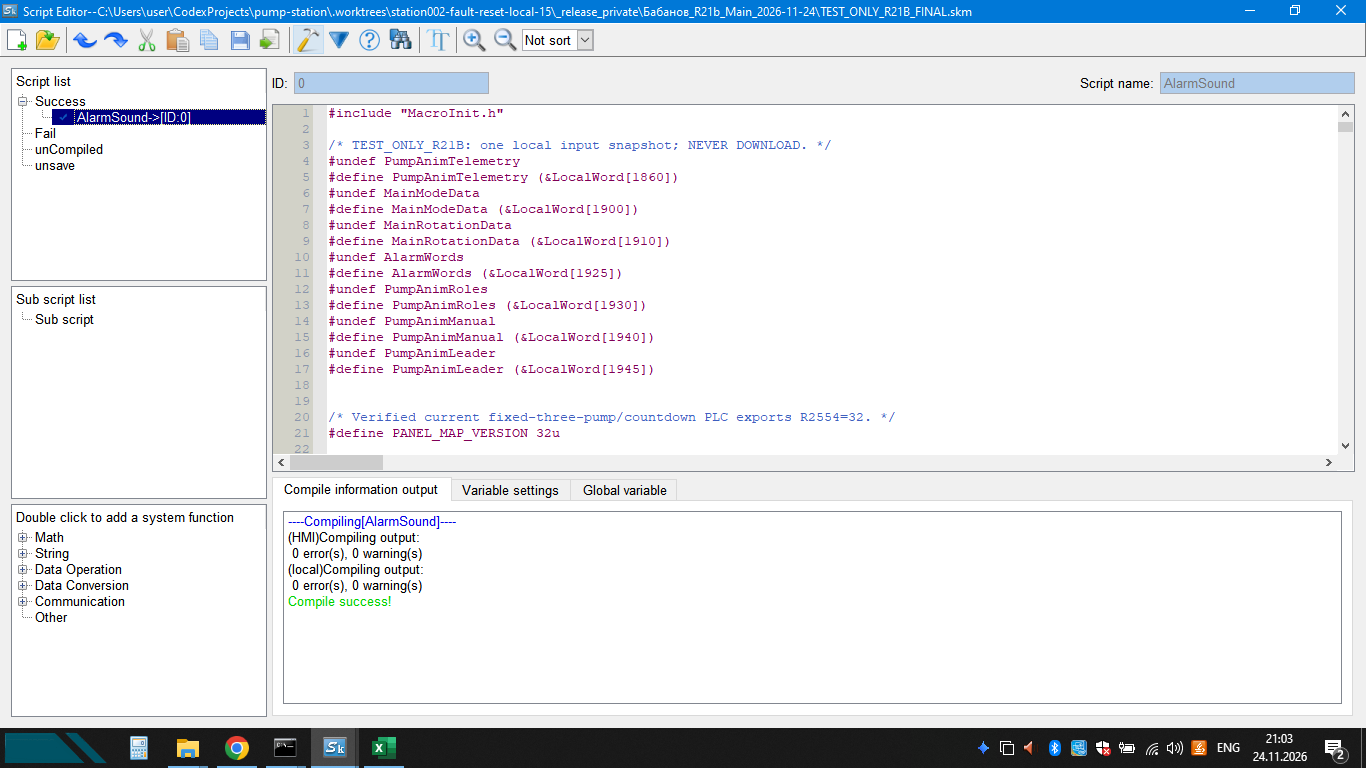 Script Editor--C:\Users\user\CodexProjects\pump-station\.worktrees\station002-fault-reset-local-15\_release_private\Бабанов_R21b_Main_2026-11-24\TEST_ONLY_R21B_FINAL.skm
Not sort
Script list
Success
AlarmSound->[ID:0]
Fail
unCompiled
unsave
Sub script list
Sub script
Double click to add a system function
Math
String
Data Operation
Data Conversion
Communication
Other
ID: 0
Script name: AlarmSound
1 #include "MacroInit.h"
2
3 /* TEST_ONLY_R21B: one local input snapshot; NEVER DOWNLOAD. */
4 #undef PumpAnimTelemetry
5 #define PumpAnimTelemetry (&LocalWord[1860])
6 #undef MainModeData
7 #define MainModeData (&LocalWord[1900])
8 #undef MainRotationData
9 #define MainRotationData (&LocalWord[1910])
10 #undef AlarmWords
11 #define AlarmWords (&LocalWord[1925])
12 #undef PumpAnimRoles
13 #define PumpAnimRoles (&LocalWord[1930])
14 #undef PumpAnimManual
15 #define PumpAnimManual (&LocalWord[1940])
16 #undef PumpAnimLeader
17 #define PumpAnimLeader (&LocalWord[1945])
18
19
20 /* Verified current fixed-three-pump/countdown PLC exports R2554=32. */
21 #define PANEL_MAP_VERSION 32u
22
Compile information output
Variable settings
Global variable
----Compiling[AlarmSound]----
(HMI)Compiling output:
0 error(s), 0 warning(s)
(local)Compiling output:
0 error(s), 0 warning(s)
Compile success!
ENG
21:03
24.11.2026
2